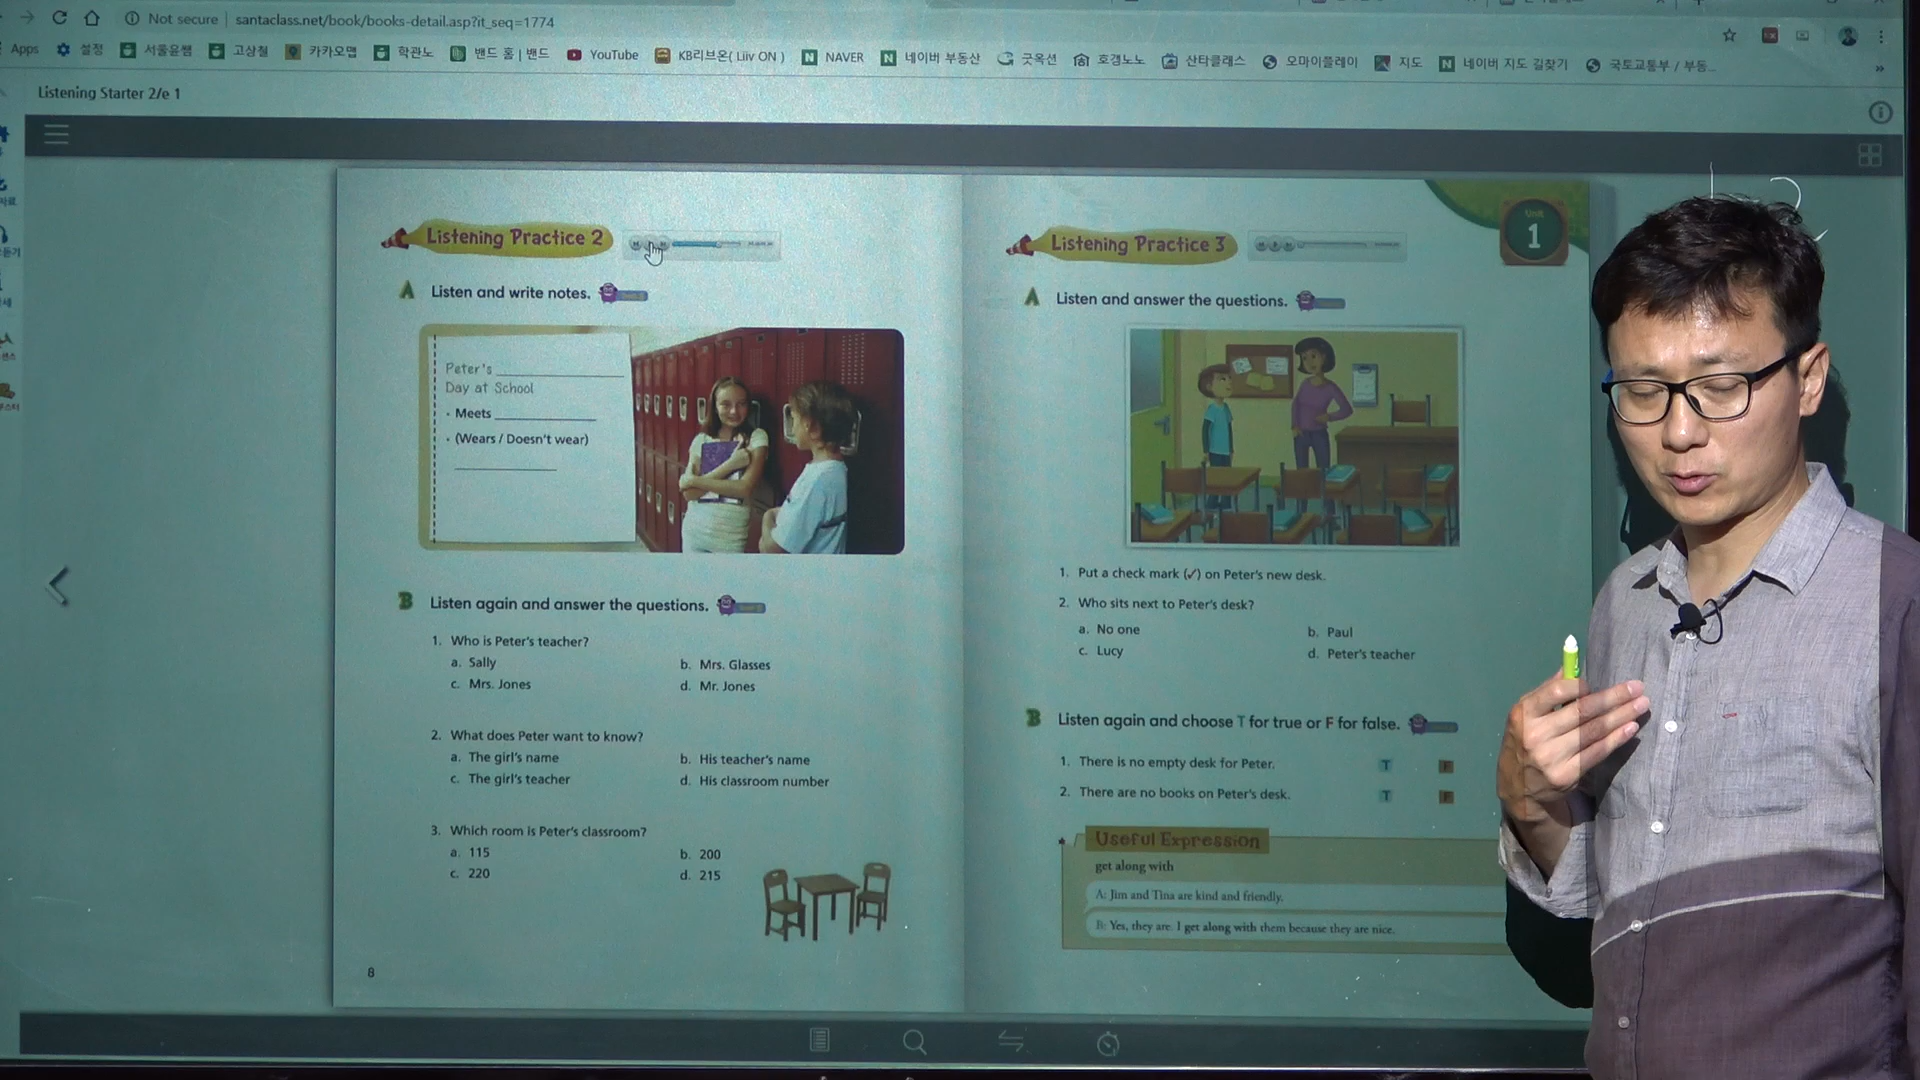 Not secure | santaclass.net/book/books-detail.asp?it_seq=1774
Apps 설정 서울윤쌤 고상철 카카오맵 학관노 밴드 홈 | 밴드 YouTube KB리브온( Liiv ON ) NAVER 네이버 부동산 굿옥션 호갱노노 산타클래스 오마이플레이 지도 네이버 지도 길찾기 국토교통부 / 부동...
Listening Starter 2/e 1
Listening Practice 2
A Listen and write notes.
Peter's
Day at School
· Meets
· (Wears / Doesn't wear)
B Listen again and answer the questions.
1. Who is Peter's teacher?
a. Sally
b. Mrs. Glasses
c. Mrs. Jones
d. Mr. Jones
2. What does Peter want to know?
a. The girl's name
b. His teacher's name
c. The girl's teacher
d. His classroom number
3. Which room is Peter's classroom?
a. 115
b. 200
c. 220
d. 215
8
Listening Practice 3
Unit
1
A Listen and answer the questions.
1. Put a check mark (✓) on Peter's new desk.
2. Who sits next to Peter's desk?
a. No one
b. Paul
c. Lucy
d. Peter's teacher
B Listen again and choose T for true or F for false.
1. There is no empty desk for Peter. T F
2. There are no books on Peter's desk. T F
Useful Expression
get along with
A: Jim and Tina are kind and friendly.
B: Yes, they are. I get along with them because they are nice.